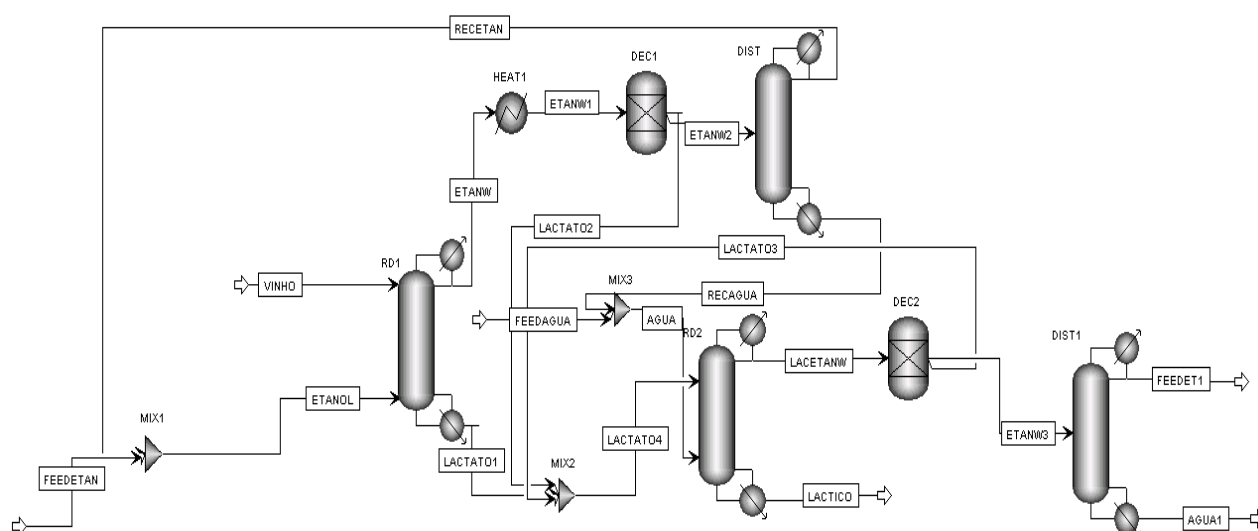 RECETAN
DEC1
DIST
HEAT1
ETANW1
ETANW2
ETANW
LACTATO2
LACTATO3
RD1
MIX3
VINHO
RECAGUA
FEEDAGUA
AGUA
RD2
DEC2
DIST1
LACETANW
FEEDET1
ETANOL
MIX1
LACTATO4
ETANW3
LACTATO1
MIX2
FEEDETAN
LACTICO
AGUA1